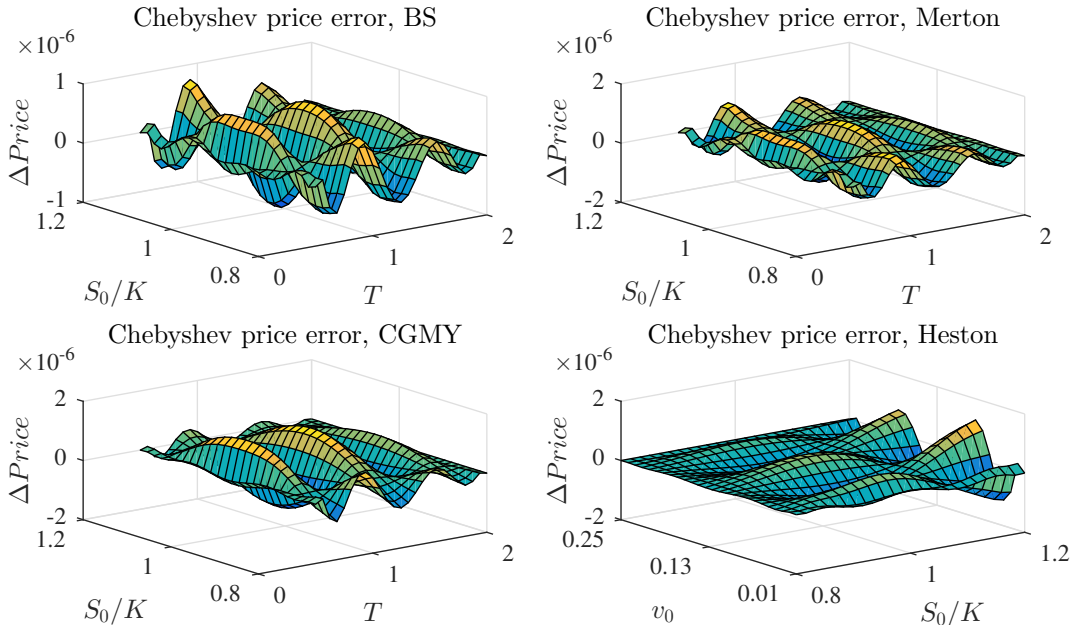 Chebyshev price error, BS
×10⁻⁶
1
0
-1
ΔPrice
1.2
1
0.8
S₀/K
0
1
2
T
Chebyshev price error, Merton
×10⁻⁶
2
0
-2
ΔPrice
1.2
1
0.8
S₀/K
0
1
2
T
Chebyshev price error, CGMY
×10⁻⁶
2
0
-2
ΔPrice
1.2
1
0.8
S₀/K
0
1
2
T
Chebyshev price error, Heston
×10⁻⁶
2
0
-2
ΔPrice
0.25
0.13
0.01
v₀
0.8
1
1.2
S₀/K